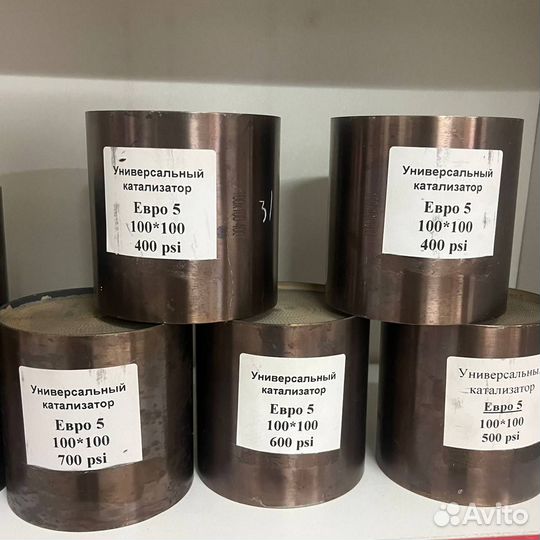 Универсальный
катализатор
Евро 5
100*100
400 psi
Универсальный
катализатор
Евро 5
100*100
400 psi
Универсальный
катализатор
Евро 5
100*100
700 psi
Универсальный
катализатор
Евро 5
100*100
600 psi
Универсальный
катализатор
Евро 5
100*100
500 psi
Avito